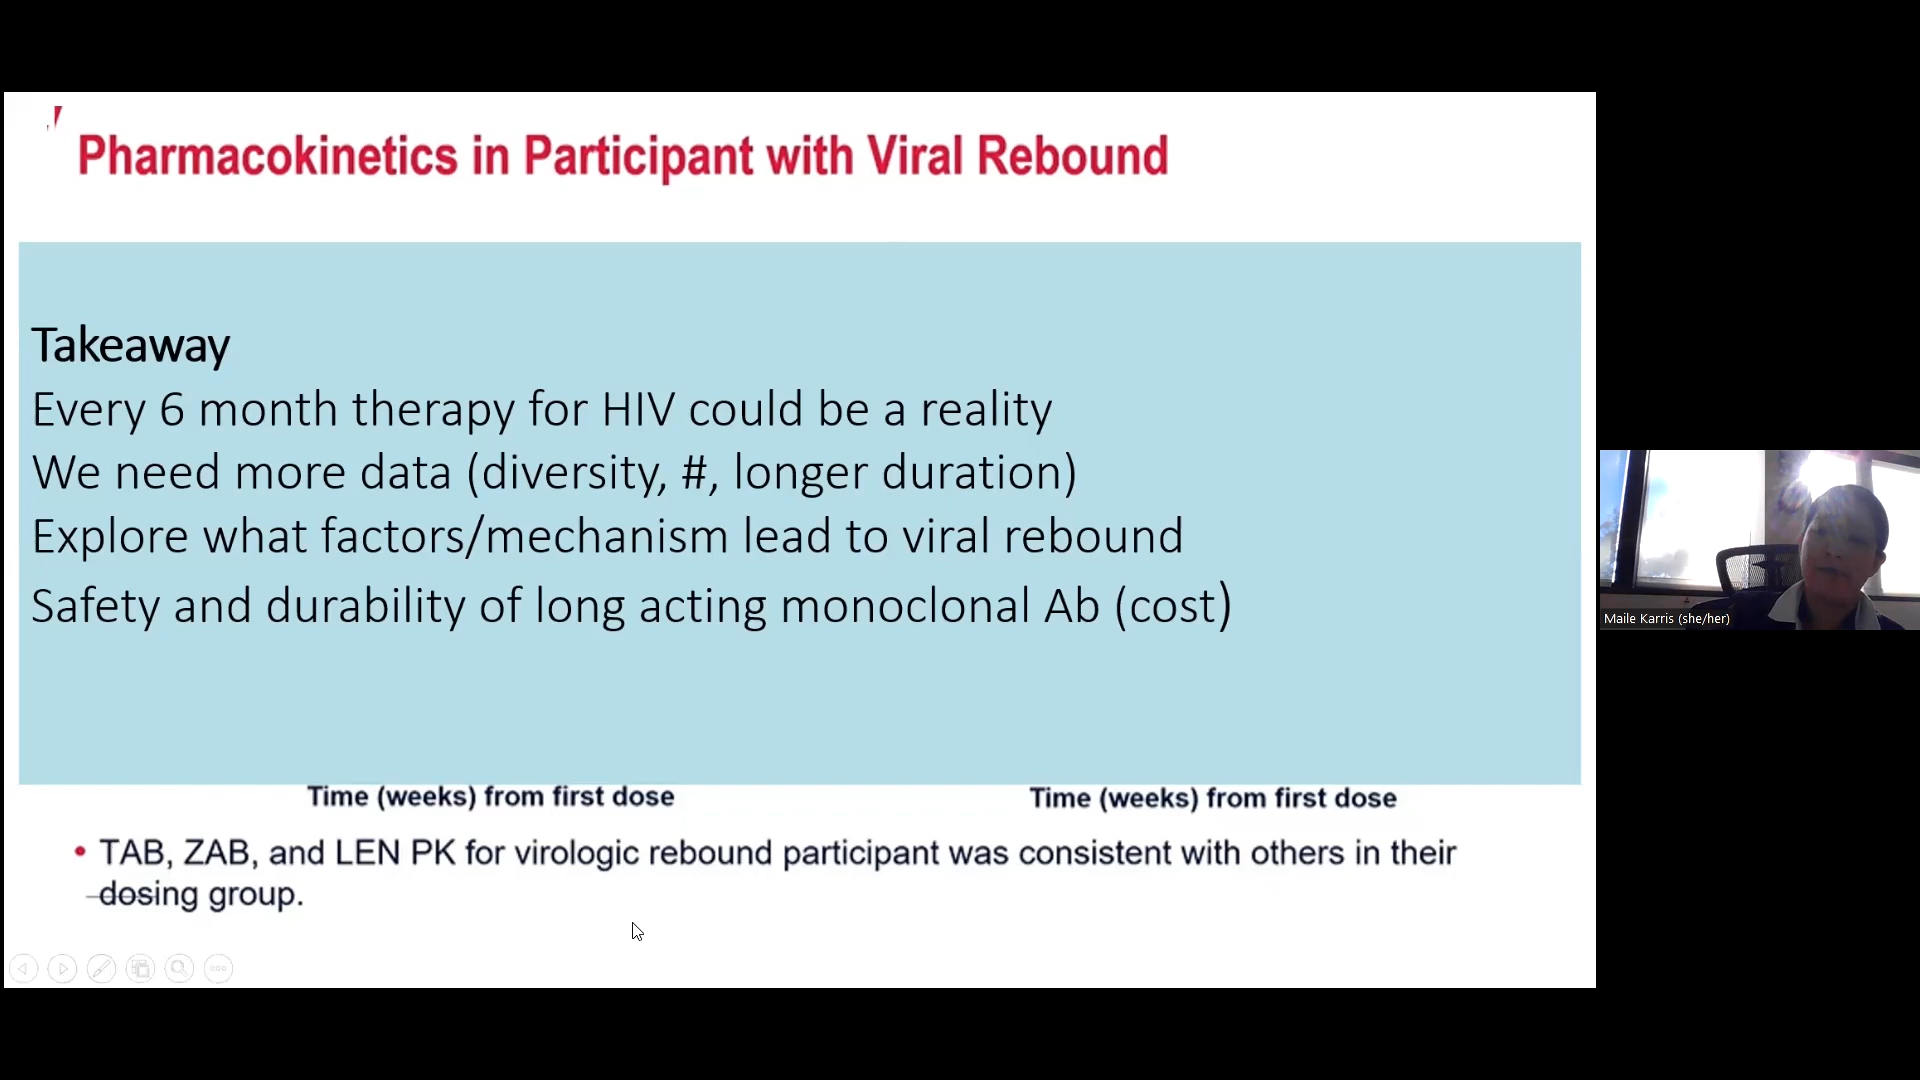 Pharmacokinetics in Participant with Viral Rebound
Takeaway
Every 6 month therapy for HIV could be a reality
We need more data (diversity, #, longer duration)
Explore what factors/mechanism lead to viral rebound
Safety and durability of long acting monoclonal Ab (cost)
Time (weeks) from first dose
Time (weeks) from first dose
• TAB, ZAB, and LEN PK for virologic rebound participant was consistent with others in their
dosing group.
Maile Karris (she/her)